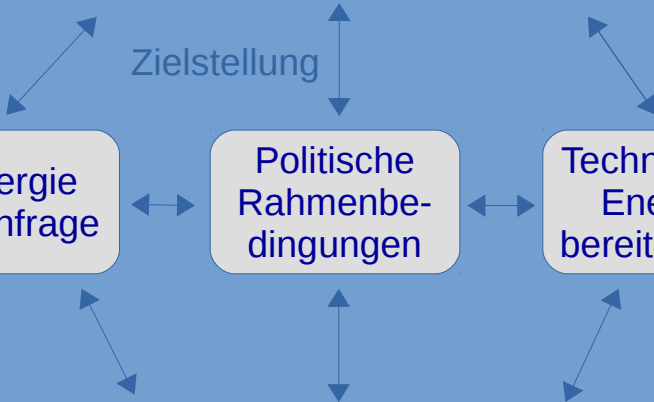 Zielstellung
ergie
nfrage
Politische
Rahmenbe-
dingungen
Techn
Ene
bereit